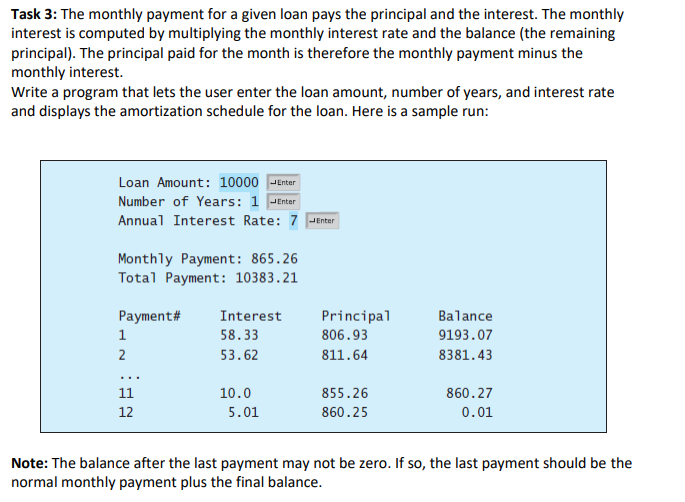 Task 3: The monthly payment for a given loan pays the principal and the interest. The monthly
interest is computed by multiplying the monthly interest rate and the balance (the remaining
principal). The principal paid for the month is therefore the monthly payment minus the
monthly interest.
Write a program that lets the user enter the loan amount, number of years, and interest rate
and displays the amortization schedule for the loan. Here is a sample run:
Loan Amount: 10000 ↵Enter
Number of Years: 1 ↵Enter
Annual Interest Rate: 7 ↵Enter
Monthly Payment: 865.26
Total Payment: 10383.21
Payment# Interest Principal Balance
1 58.33 806.93 9193.07
2 53.62 811.64 8381.43
...
11 10.0 855.26 860.27
12 5.01 860.25 0.01
Note: The balance after the last payment may not be zero. If so, the last payment should be the
normal monthly payment plus the final balance.